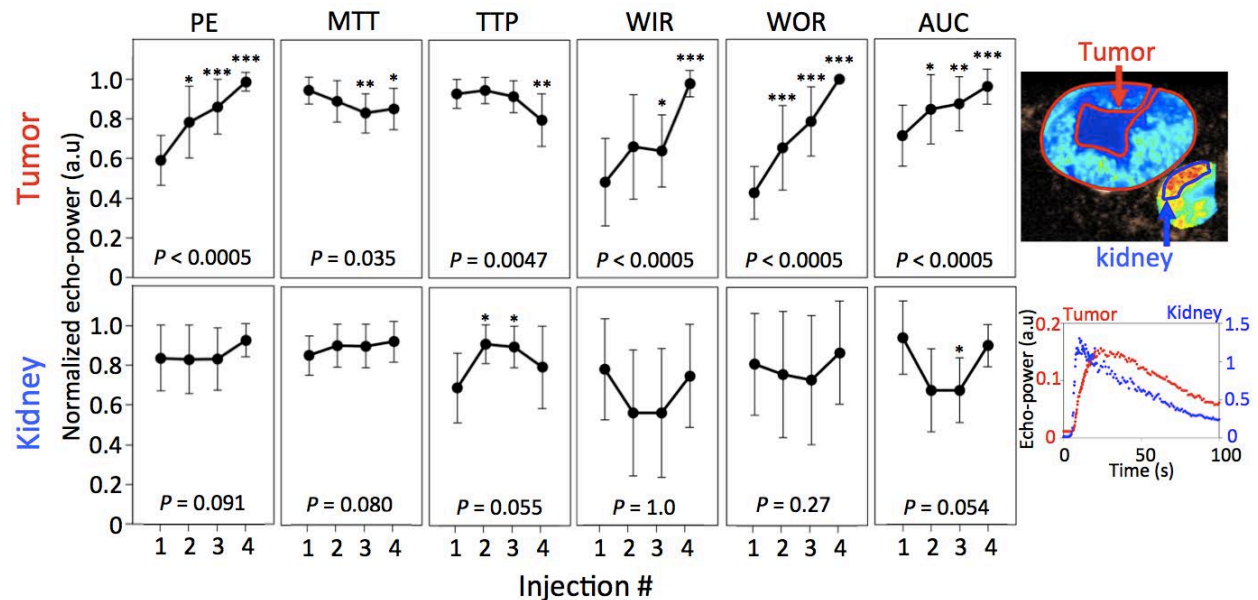 PE MTT TTP WIR WOR AUC
Tumor
Normalized echo-power (a.u)
1.0
0.8
0.6
0.4
0.2
0
* *** ***
** *
**
* ***
*** *** ***
* ** ***
P < 0.0005
P = 0.035
P = 0.0047
P < 0.0005
P < 0.0005
P < 0.0005
Tumor
kidney
Kidney
1.0
0.8
0.6
0.4
0.2
0
* *
*
P = 0.091
P = 0.080
P = 0.055
P = 1.0
P = 0.27
P = 0.054
1 2 3 4
1 2 3 4
1 2 3 4
1 2 3 4
1 2 3 4
1 2 3 4
Injection #
Tumor Kidney
Echo-power (a.u)
0.2
0.1
0
1.5
1
0.5
0
0 50 100
Time (s)